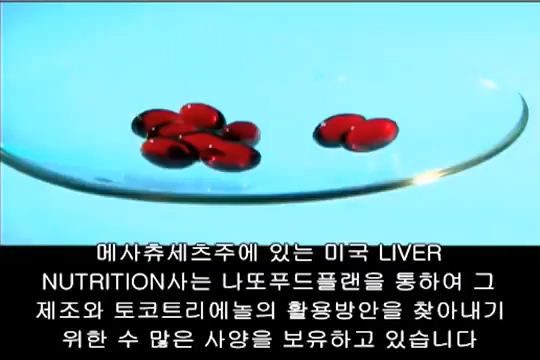 메사츄세츠주에 있는 미국 LIVER
NUTRITION사는 나또푸드플랜을 통하여 그
제조와 토코트리에놀의 활용방안을 찾아내기
위한 수 많은 사양을 보유하고 있습니다